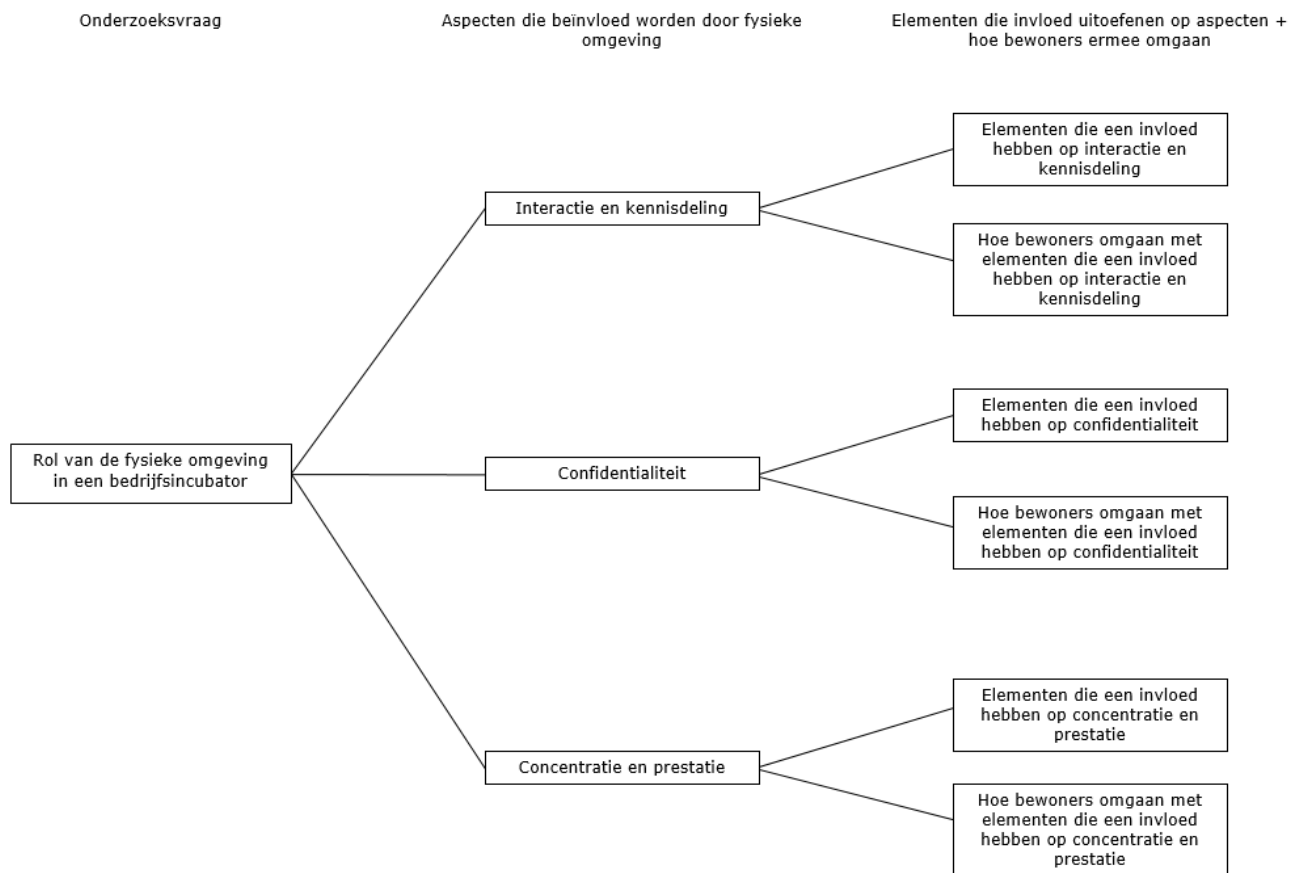 Onderzoeksvraag
Aspecten die beïnvloed worden door fysieke
omgeving
Elementen die invloed uitoefenen op aspecten +
hoe bewoners ermee omgaan
Rol van de fysieke omgeving
in een bedrijfsincubator
Interactie en kennisdeling
Elementen die een invloed
hebben op interactie en
kennisdeling
Hoe bewoners omgaan met
elementen die een invloed
hebben op interactie en
kennisdeling
Confidentialiteit
Elementen die een invloed
hebben op confidentialiteit
Hoe bewoners omgaan met
elementen die een invloed
hebben op confidentialiteit
Concentratie en prestatie
Elementen die een invloed
hebben op concentratie en
prestatie
Hoe bewoners omgaan met
elementen die een invloed
hebben op concentratie en
prestatie